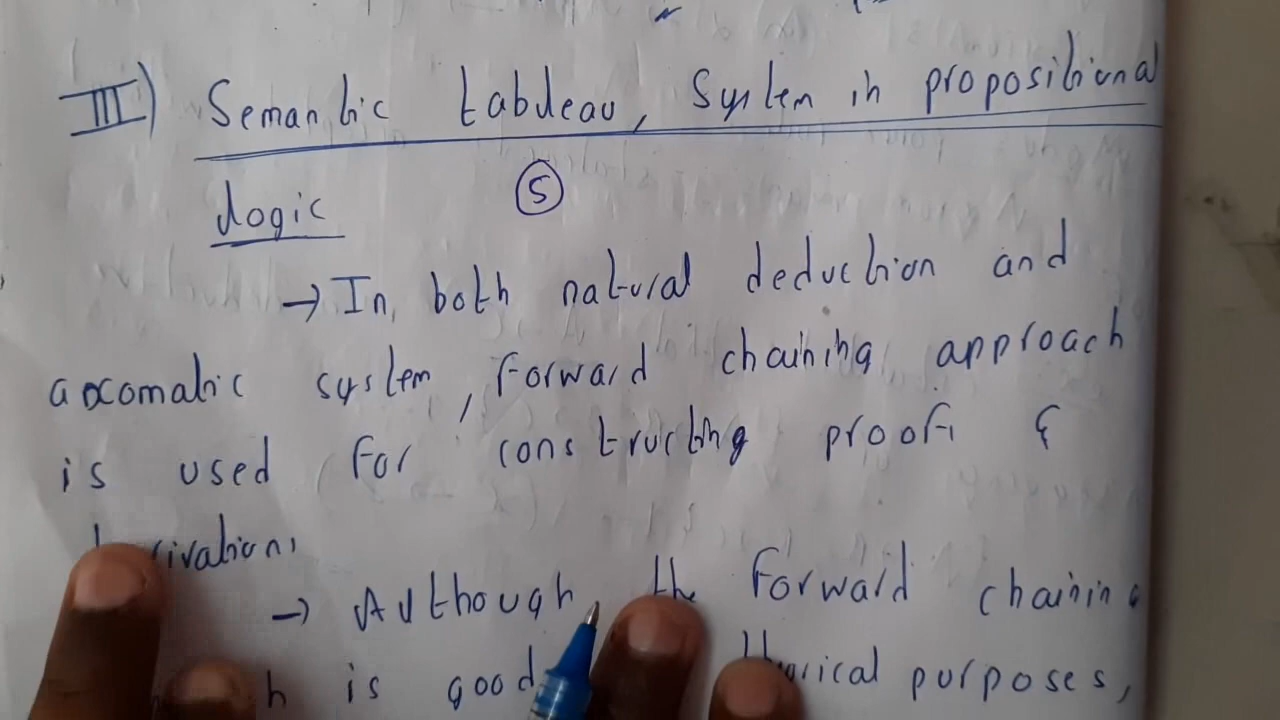 III) Semantic tableau, System in propositional
logic
5
→ In both natural deduction and
axomatic system, Forward chaining approach
is used for constructing proofs &
→ Although, the Forward chaining
is good purposes,